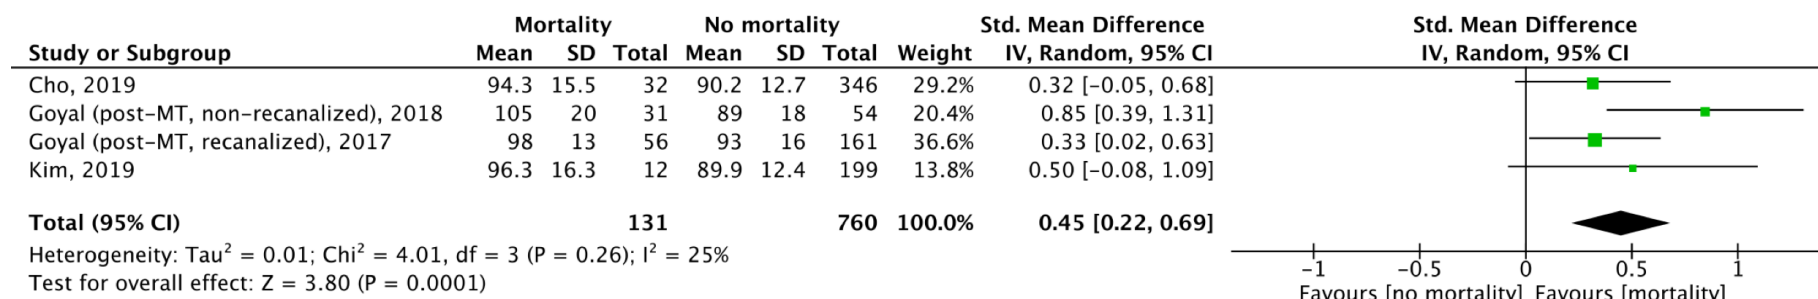 Mortality No mortality Std. Mean Difference Std. Mean Difference
Study or Subgroup Mean SD Total Mean SD Total Weight IV, Random, 95% CI IV, Random, 95% CI
Cho, 2019 94.3 15.5 32 90.2 12.7 346 29.2% 0.32 [−0.05, 0.68]
Goyal (post-MT, non-recanalized), 2018 105 20 31 89 18 54 20.4% 0.85 [0.39, 1.31]
Goyal (post-MT, recanalized), 2017 98 13 56 93 16 161 36.6% 0.33 [0.02, 0.63]
Kim, 2019 96.3 16.3 12 89.9 12.4 199 13.8% 0.50 [−0.08, 1.09]
Total (95% CI) 131 760 100.0% 0.45 [0.22, 0.69]
Heterogeneity: Tau² = 0.01; Chi² = 4.01, df = 3 (P = 0.26); I² = 25%
Test for overall effect: Z = 3.80 (P = 0.0001)
−1 −0.5 0 0.5 1
Favours [no mortality] Favours [mortality]